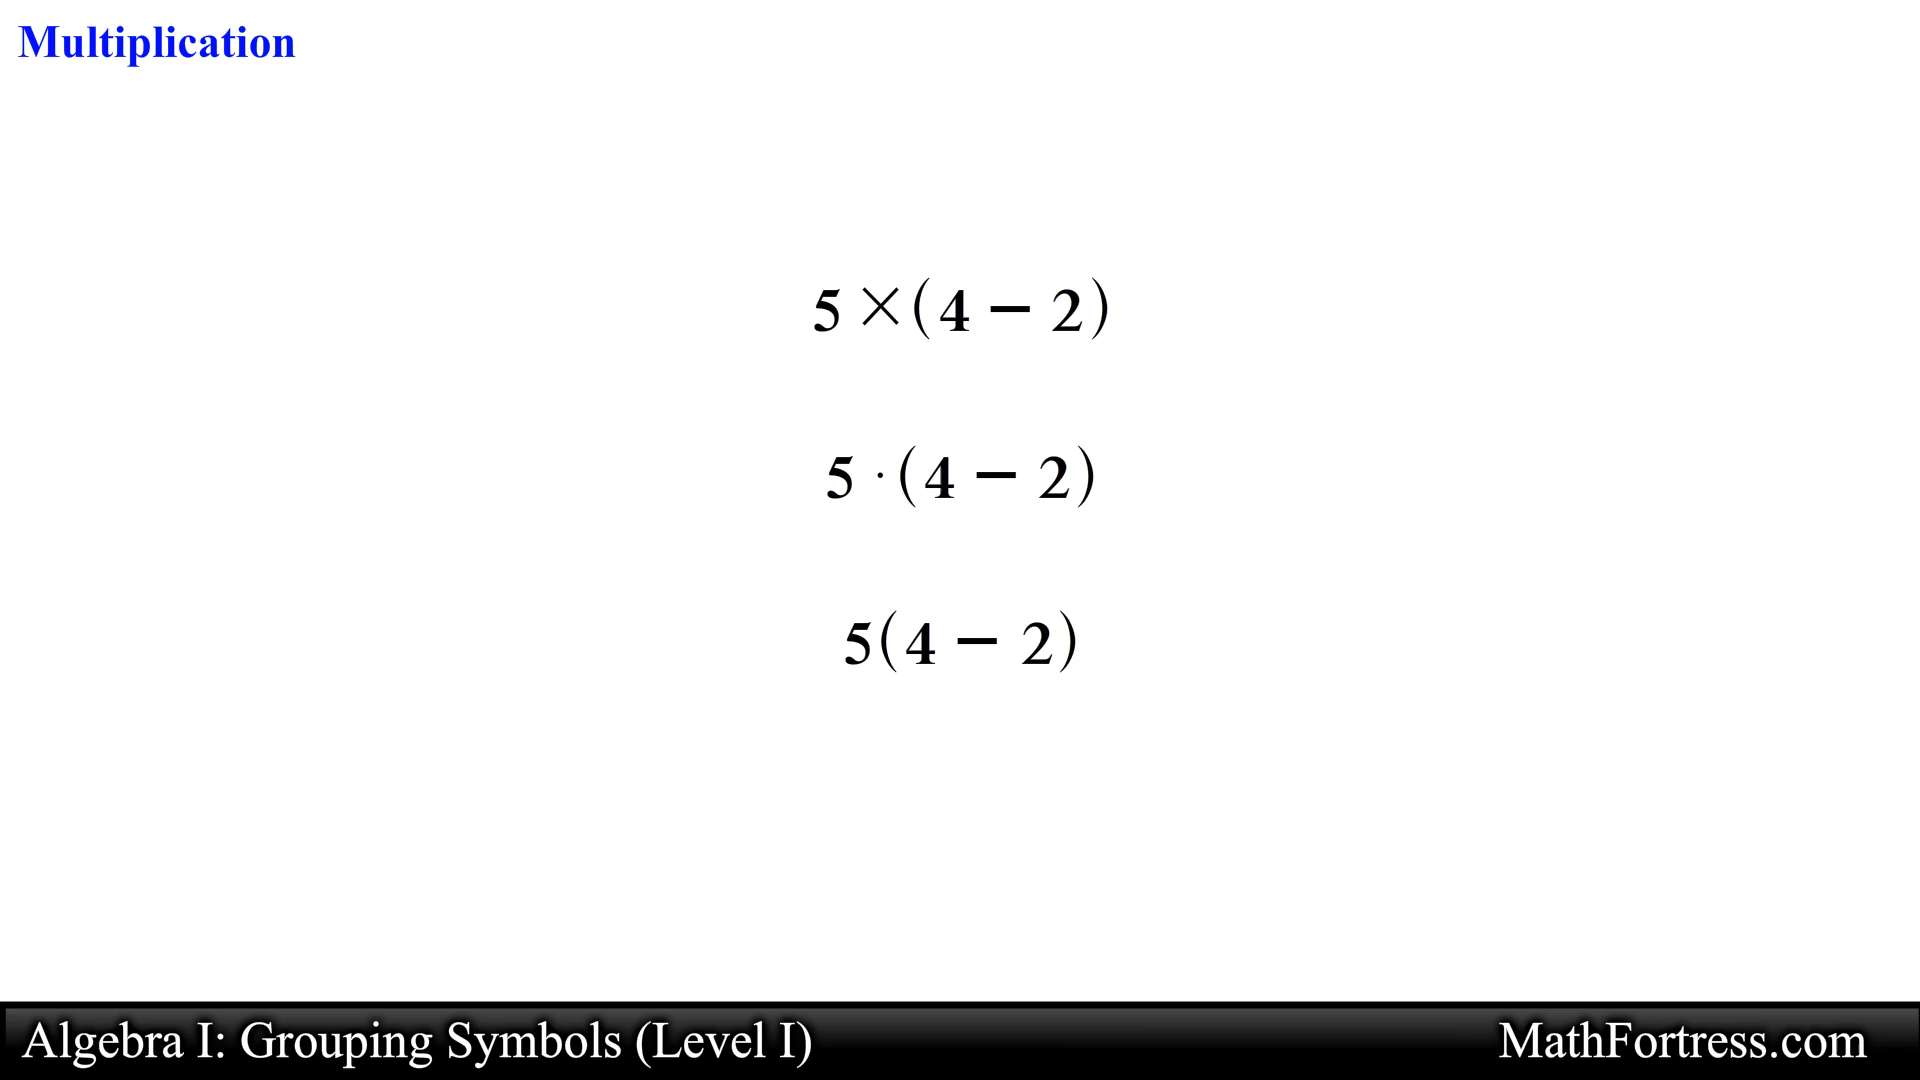 Multiplication
5 × (4 − 2)
5 · (4 − 2)
5(4 − 2)
Algebra I: Grouping Symbols (Level I)
MathFortress.com